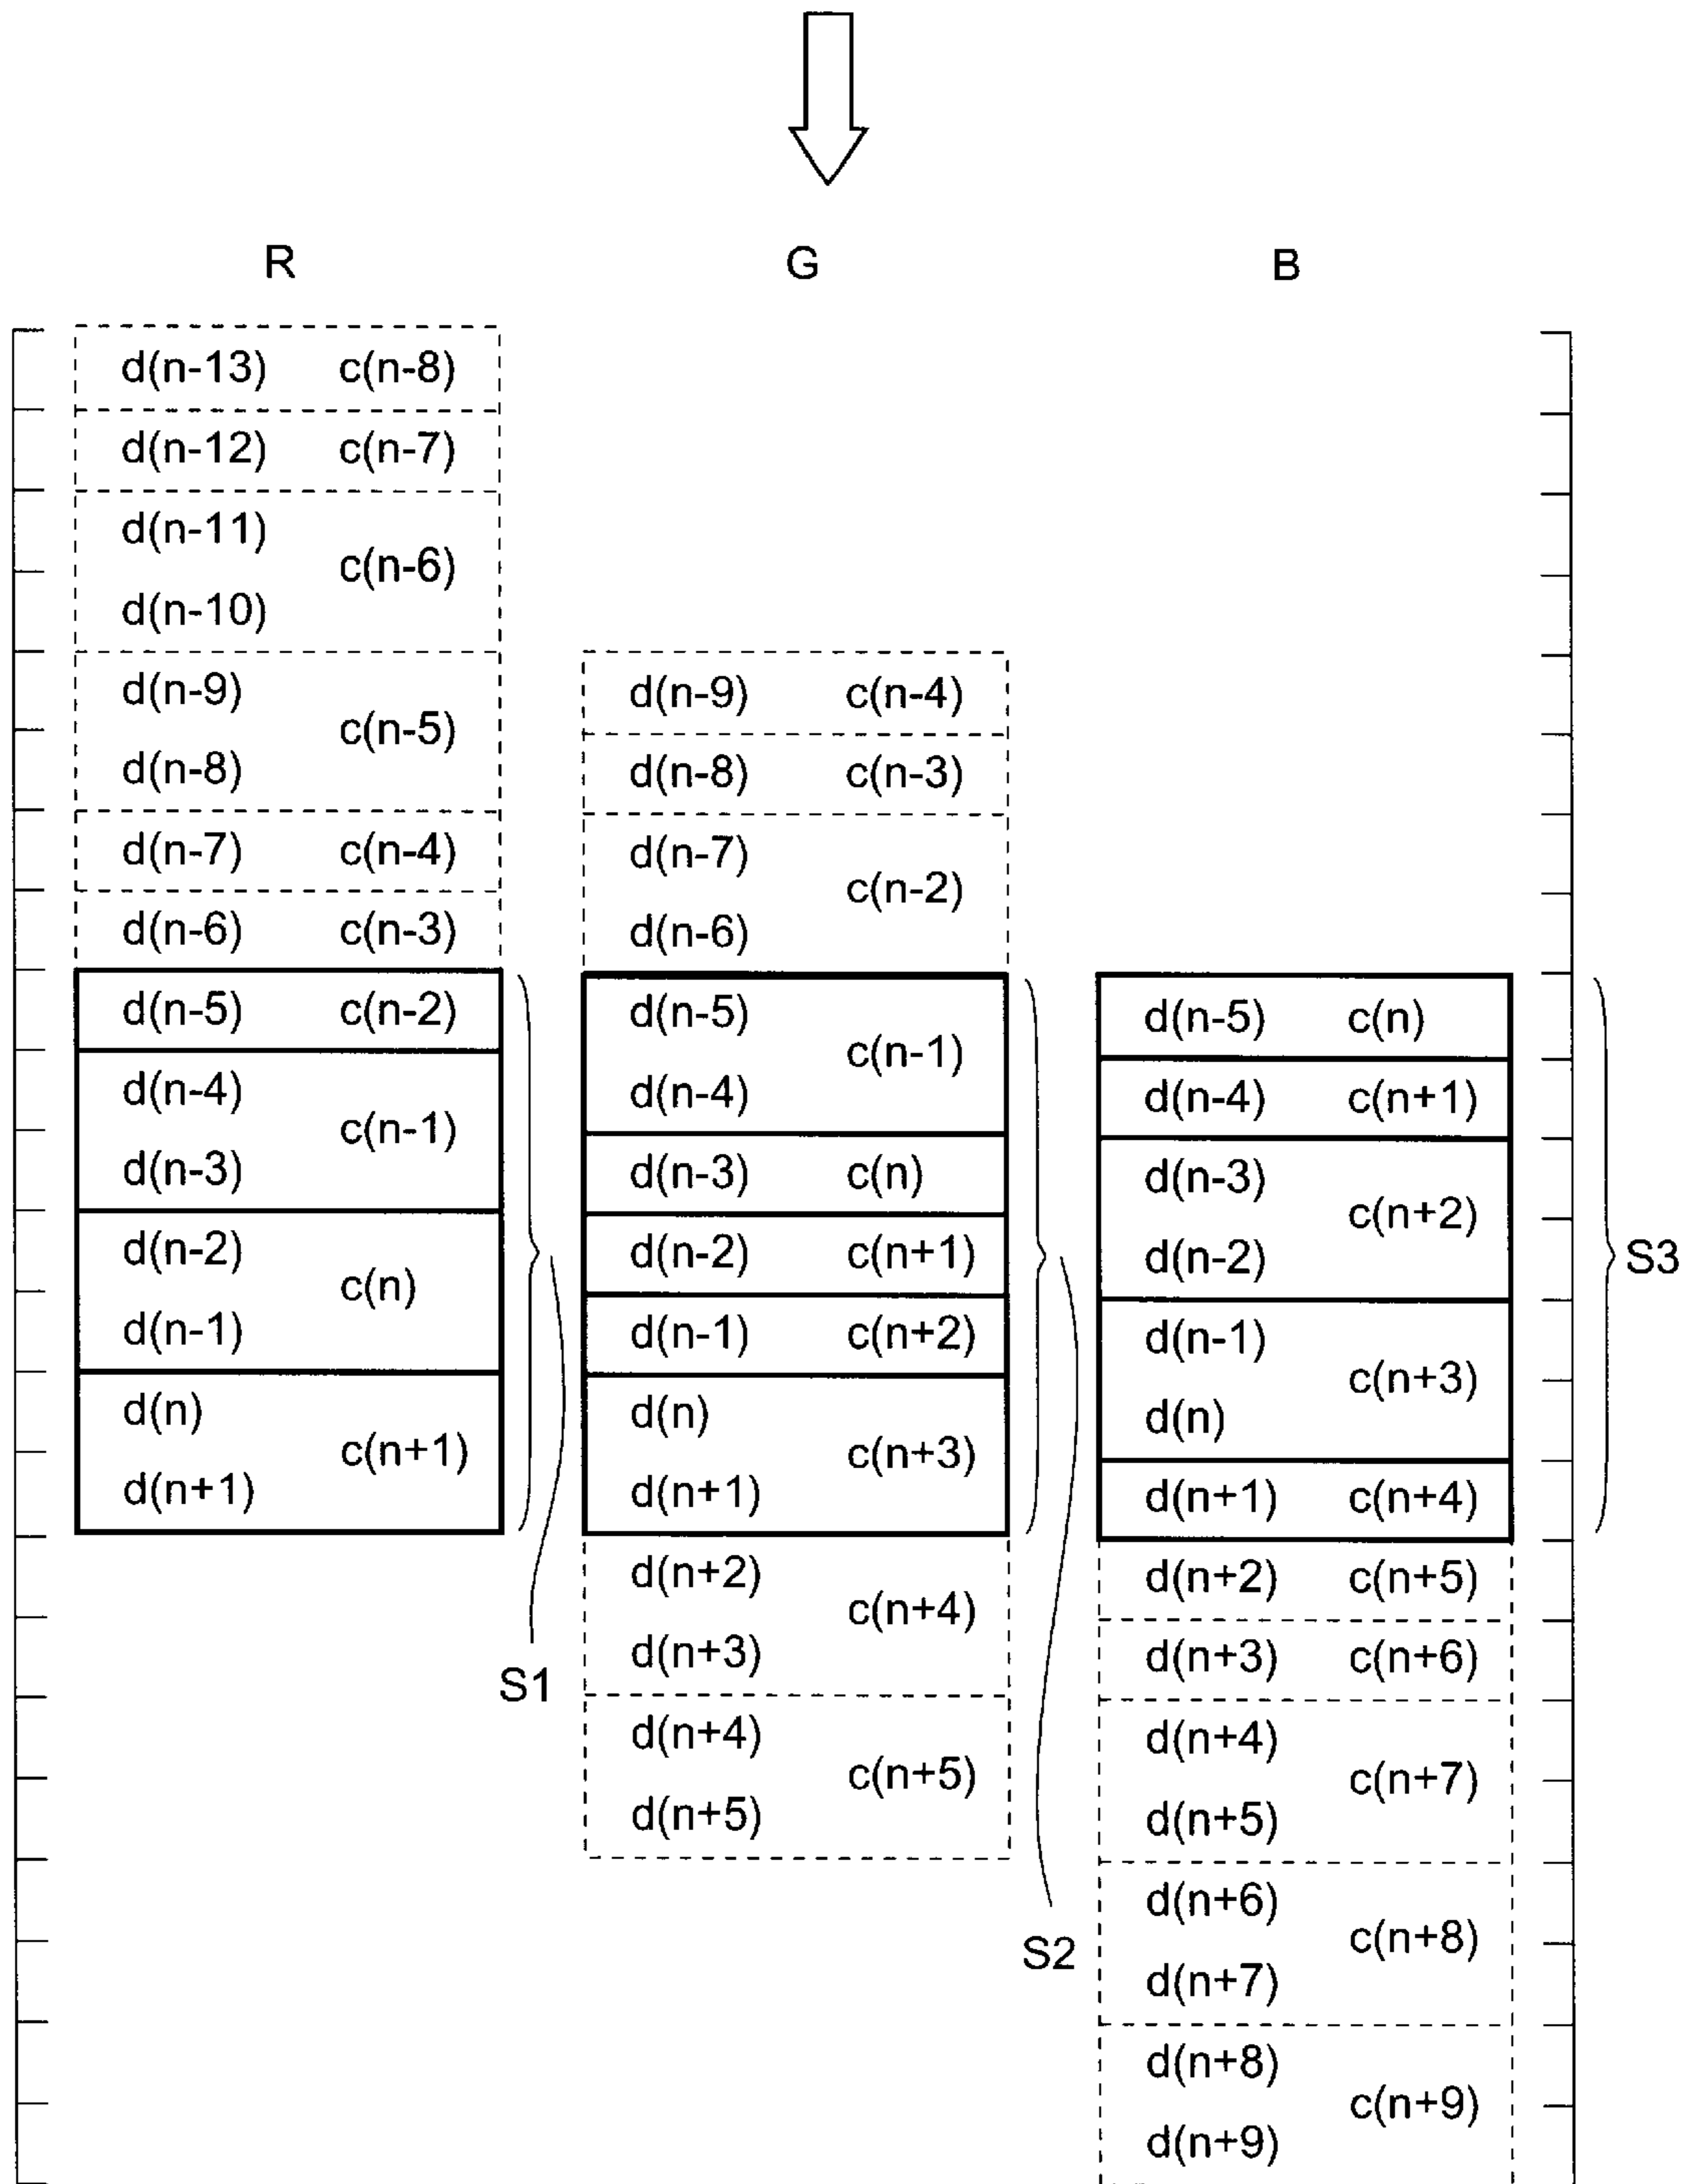 R G B
d(n-13) c(n-8)
d(n-12) c(n-7)
d(n-11)
c(n-6)
d(n-10)
d(n-9)
c(n-5)
d(n-8)
d(n-7) c(n-4)
d(n-6) c(n-3)
d(n-5) c(n-2)
d(n-4)
c(n-1)
d(n-3)
d(n-2)
c(n)
d(n-1)
d(n)
c(n+1)
d(n+1)
S1
d(n-9) c(n-4)
d(n-8) c(n-3)
d(n-7)
c(n-2)
d(n-6)
d(n-5)
c(n-1)
d(n-4)
d(n-3) c(n)
d(n-2) c(n+1)
d(n-1) c(n+2)
d(n)
c(n+3)
d(n+1)
d(n+2)
c(n+4)
d(n+3)
d(n+4)
c(n+5)
d(n+5)
S2
d(n-5) c(n)
d(n-4) c(n+1)
d(n-3)
c(n+2)
d(n-2)
d(n-1)
c(n+3)
d(n)
d(n+1) c(n+4)
S3
d(n+2) c(n+5)
d(n+3) c(n+6)
d(n+4)
c(n+7)
d(n+5)
d(n+6)
c(n+8)
d(n+7)
d(n+8)
c(n+9)
d(n+9)